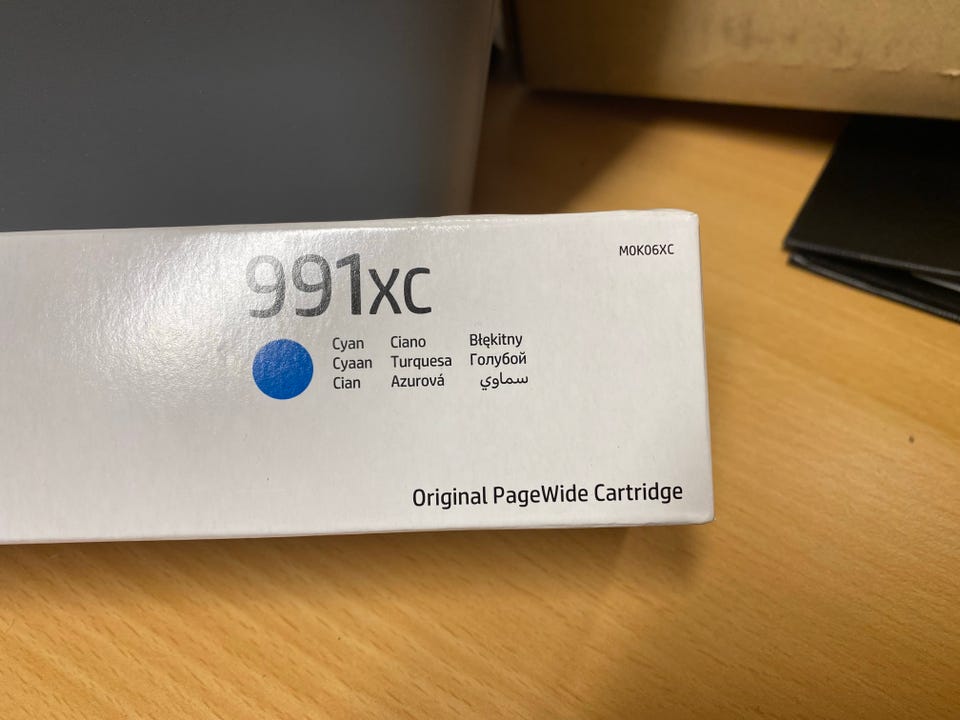 M0K06XC
991XC
Cyan Ciano Błękitny
Cyaan Turquesa Голубой
Cian Azurová سماوي
Original PageWide Cartridge